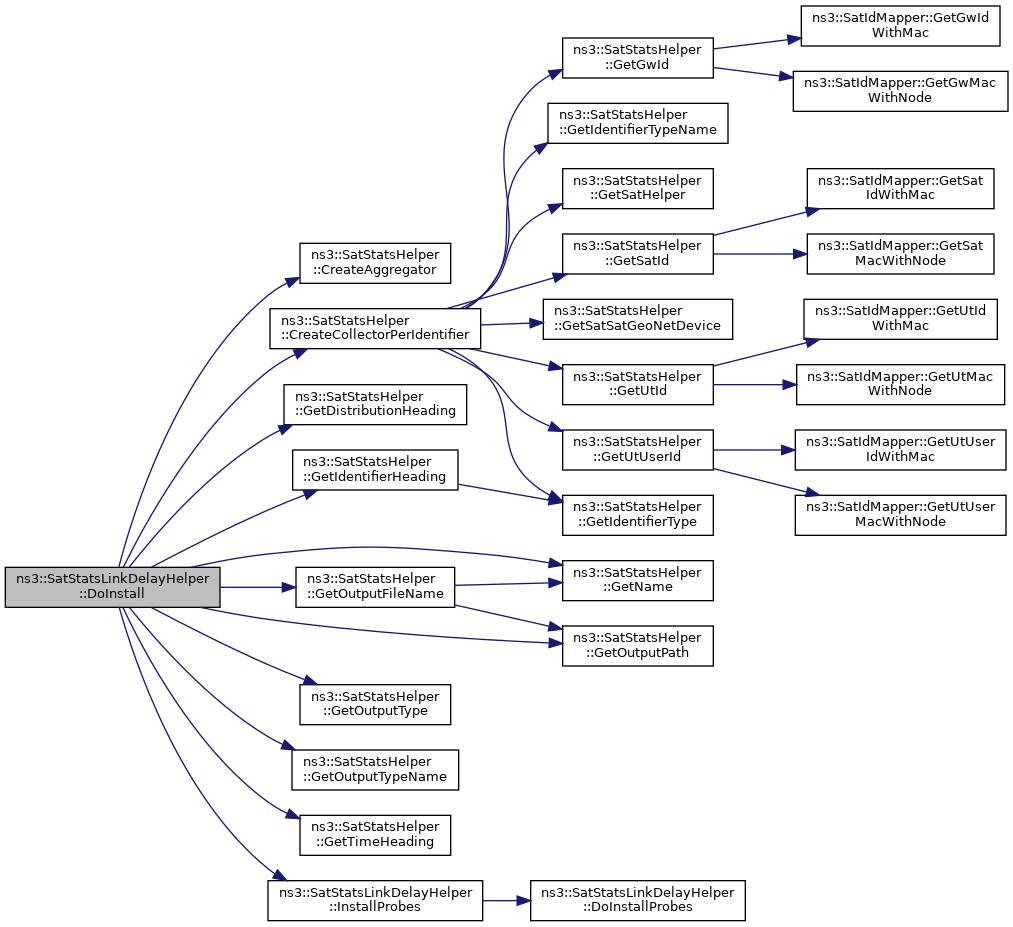 ns3::SatStatsLinkDelayHelper
::DoInstall
ns3::SatStatsHelper
::CreateAggregator
ns3::SatStatsHelper
::CreateCollectorPerIdentifier
ns3::SatStatsHelper
::GetDistributionHeading
ns3::SatStatsHelper
::GetIdentifierHeading
ns3::SatStatsHelper
::GetOutputFileName
ns3::SatStatsHelper
::GetOutputType
ns3::SatStatsHelper
::GetOutputTypeName
ns3::SatStatsHelper
::GetTimeHeading
ns3::SatStatsLinkDelayHelper
::InstallProbes
ns3::SatStatsHelper
::GetGwId
ns3::SatStatsHelper
::GetIdentifierTypeName
ns3::SatStatsHelper
::GetSatHelper
ns3::SatStatsHelper
::GetSatId
ns3::SatStatsHelper
::GetSatSatGeoNetDevice
ns3::SatStatsHelper
::GetUtId
ns3::SatStatsHelper
::GetUtUserId
ns3::SatStatsHelper
::GetIdentifierType
ns3::SatStatsHelper
::GetName
ns3::SatStatsHelper
::GetOutputPath
ns3::SatStatsLinkDelayHelper
::DoInstallProbes
ns3::SatIdMapper::GetGwId
WithMac
ns3::SatIdMapper::GetGwMac
WithNode
ns3::SatIdMapper::GetSat
IdWithMac
ns3::SatIdMapper::GetSat
MacWithNode
ns3::SatIdMapper::GetUtId
WithMac
ns3::SatIdMapper::GetUtMac
WithNode
ns3::SatIdMapper::GetUtUser
IdWithMac
ns3::SatIdMapper::GetUtUser
MacWithNode